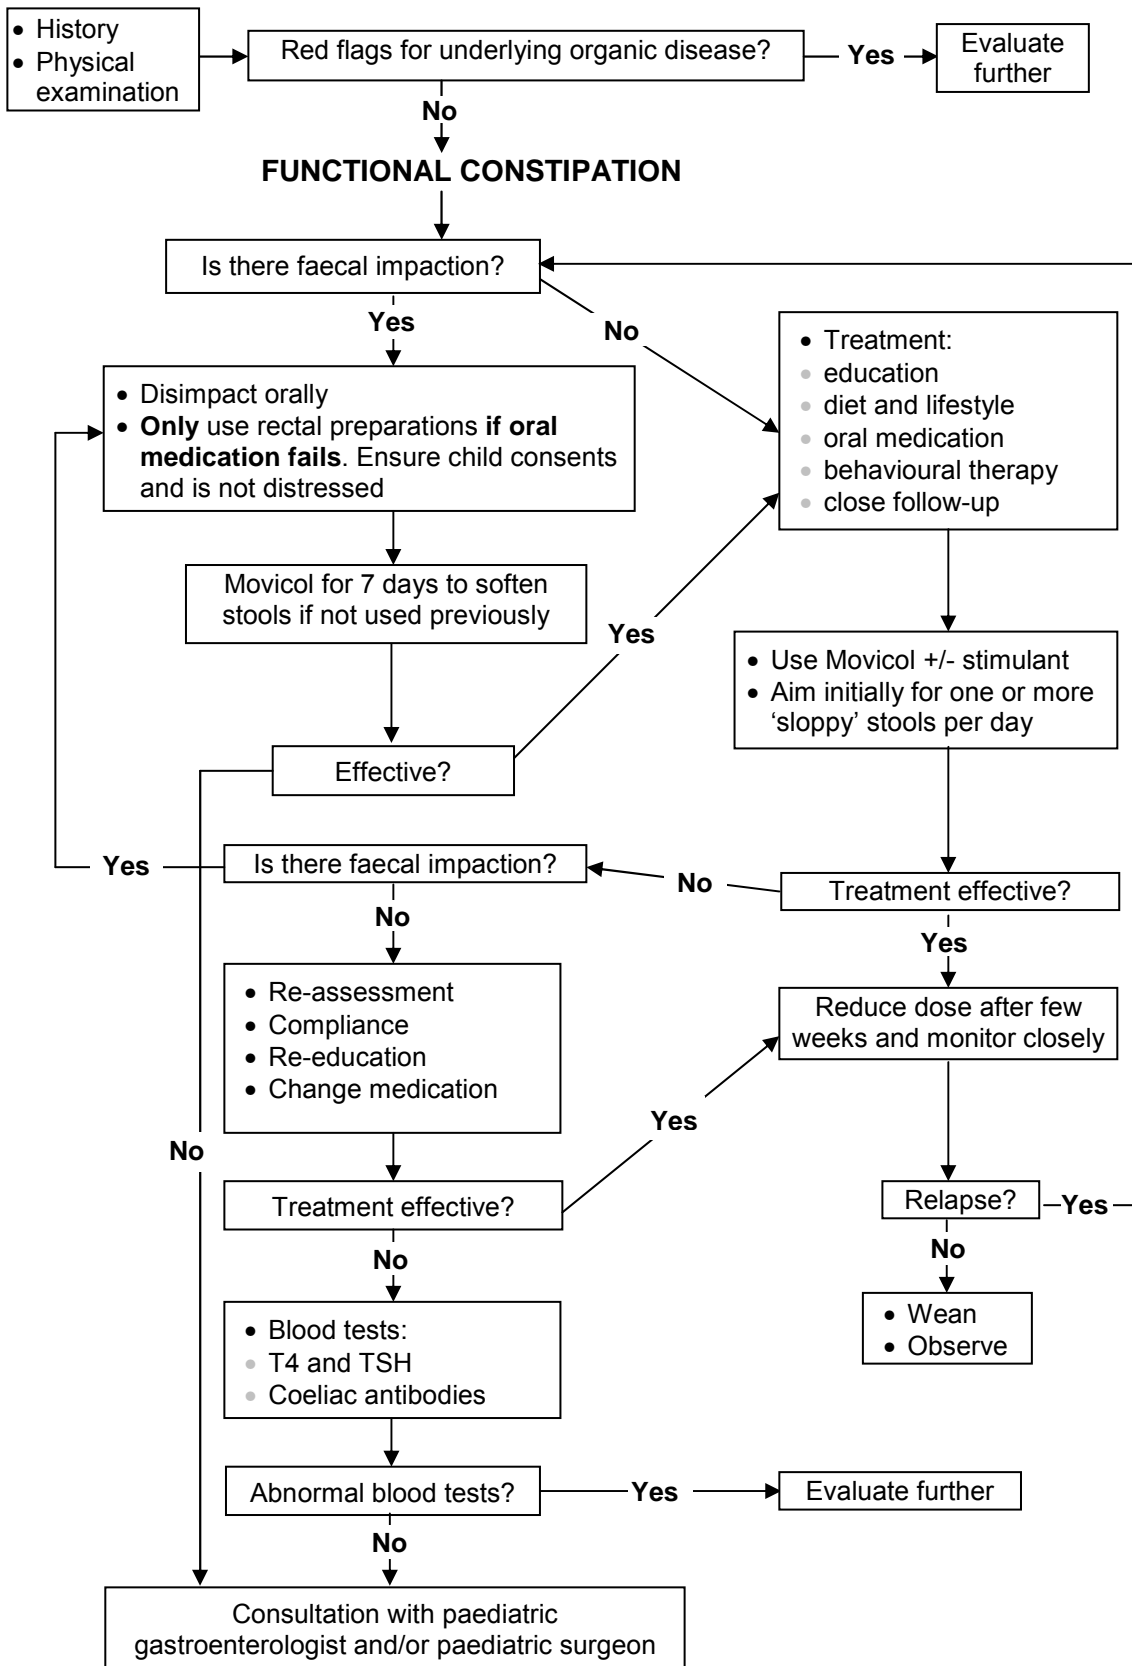 • History
• Physical
examination
Red flags for underlying organic disease?
Yes
Evaluate
further
No
FUNCTIONAL CONSTIPATION
Is there faecal impaction?
Yes
No
• Disimpact orally
• Only use rectal preparations if oral
medication fails. Ensure child consents
and is not distressed
• Treatment:
• education
• diet and lifestyle
• oral medication
• behavioural therapy
• close follow-up
Movicol for 7 days to soften
stools if not used previously
Yes
• Use Movicol +/- stimulant
• Aim initially for one or more
‘sloppy’ stools per day
Effective?
Yes
Is there faecal impaction?
No
Treatment effective?
No
Yes
• Re-assessment
• Compliance
• Re-education
• Change medication
Reduce dose after few
weeks and monitor closely
Yes
No
Treatment effective?
Relapse?
Yes
No
No
• Blood tests:
• T4 and TSH
• Coeliac antibodies
• Wean
• Observe
Abnormal blood tests?
Yes
Evaluate further
No
Consultation with paediatric
gastroenterologist and/or paediatric surgeon